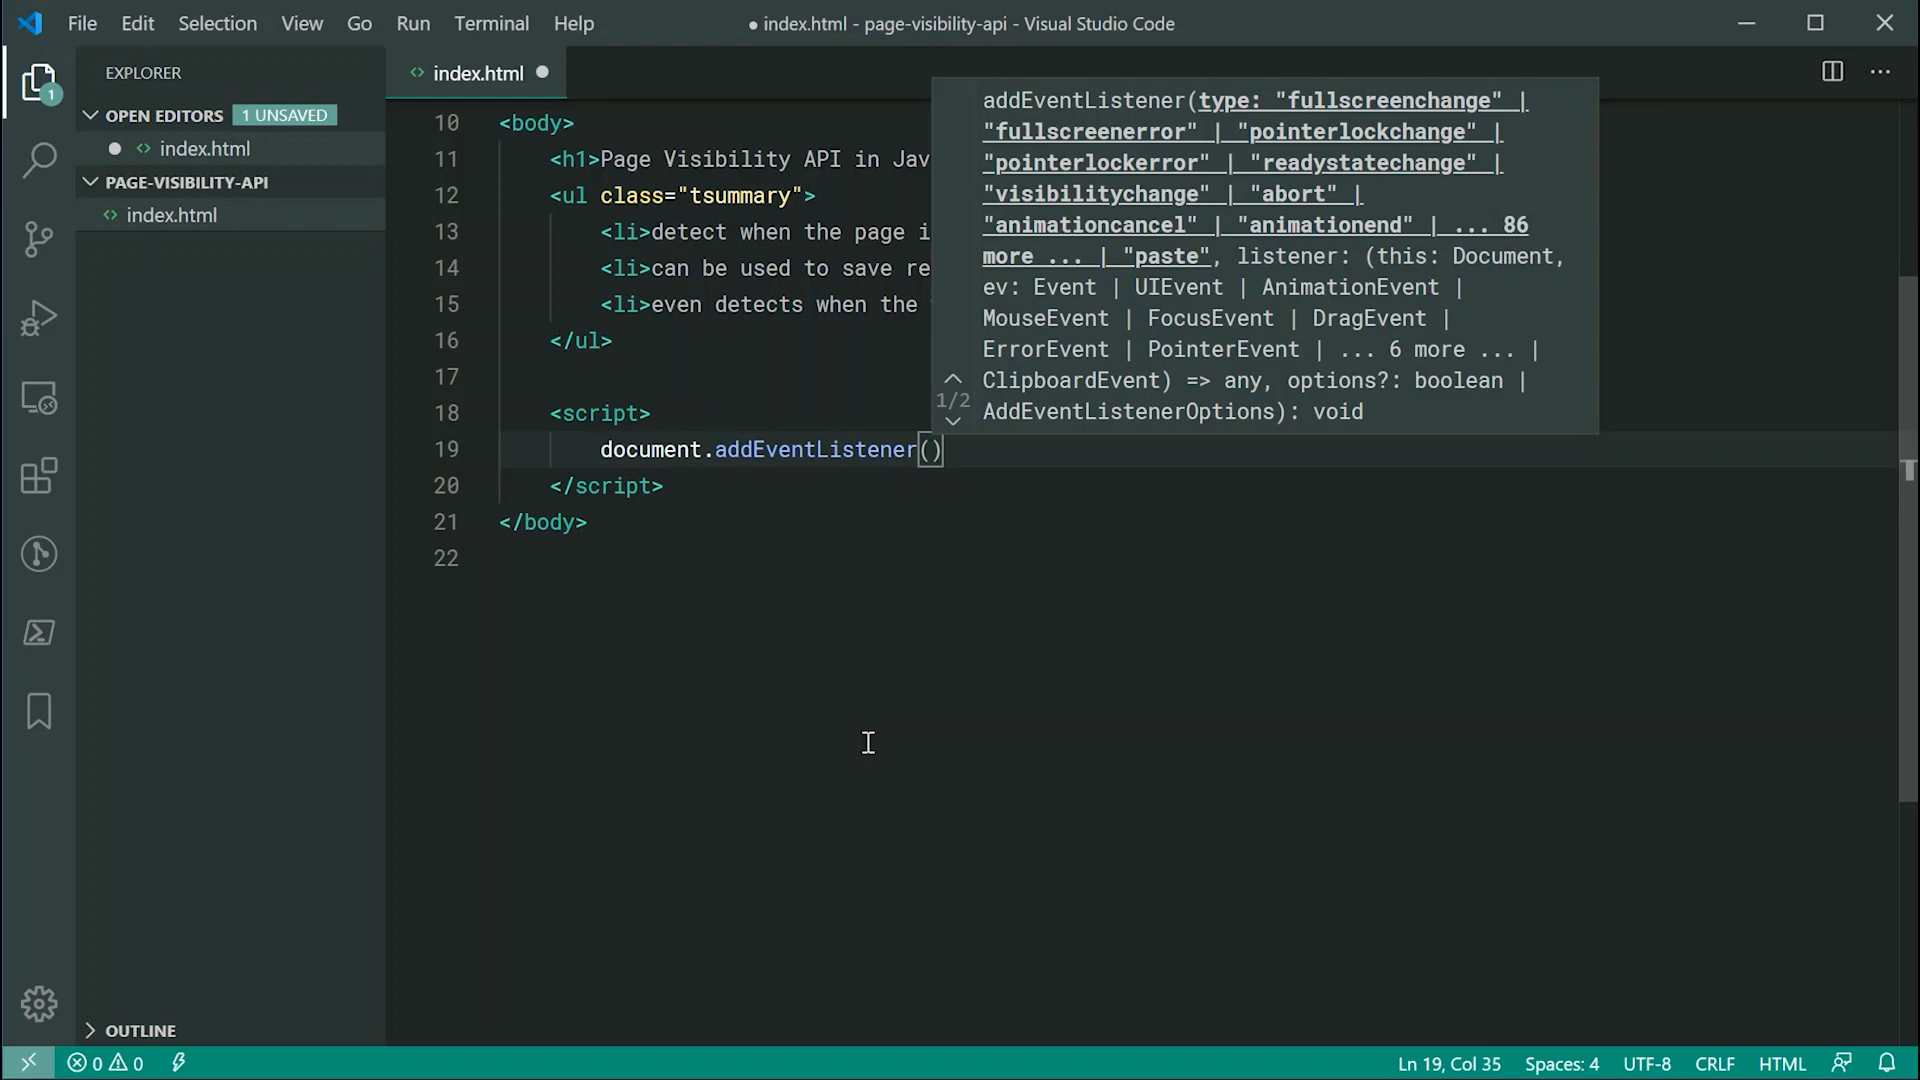 File Edit Selection View Go Run Terminal Help
● index.html - page-visibility-api - Visual Studio Code
EXPLORER
1
OPEN EDITORS 1 UNSAVED
index.html
PAGE-VISIBILITY-API
index.html
OUTLINE
index.html
10 <body>
11 <h1>Page Visibility API in Jav
12 <ul class="tsummary">
13 <li>detect when the page i
14 <li>can be used to save re
15 <li>even detects when the
16 </ul>
17
18 <script>
19 document.addEventListener()
20 </script>
21 </body>
22
addEventListener(type: "fullscreenchange" |
"fullscreenerror" | "pointerlockchange" |
"pointerlockerror" | "readystatechange" |
"visibilitychange" | "abort" |
"animationcancel" | "animationend" | ... 86
more ... | "paste", listener: (this: Document,
ev: Event | UIEvent | AnimationEvent |
MouseEvent | FocusEvent | DragEvent |
ErrorEvent | PointerEvent | ... 6 more ... |
ClipboardEvent) => any, options?: boolean |
AddEventListenerOptions): void
1/2
0 0
Ln 19, Col 35 Spaces: 4 UTF-8 CRLF HTML